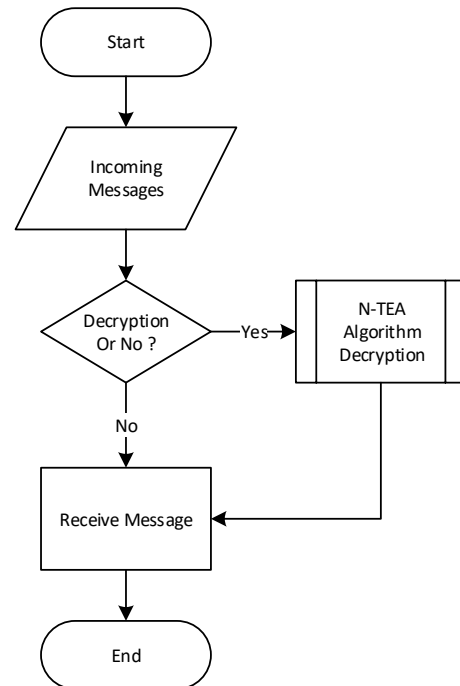 Start
Incoming
Messages
Decryption
Or No ?
Yes
N-TEA
Algorithm
Decryption
No
Receive Message
End